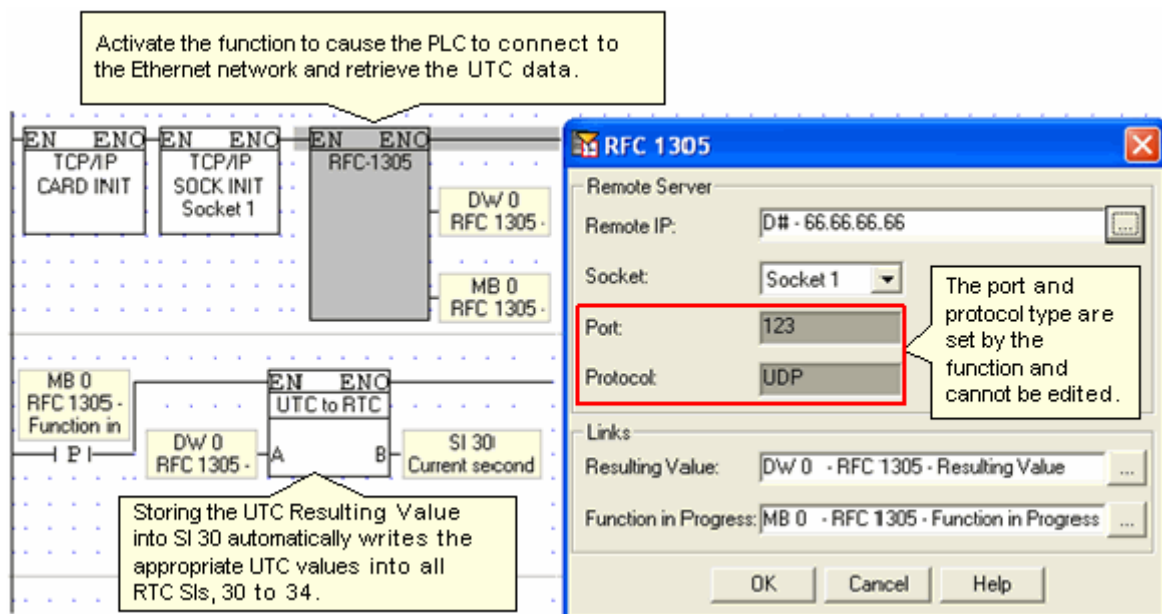 Activate the function to cause the PLC to connect to
the Ethernet network and retrieve the UTC data.
EN ENO
TCP/IP
CARD INIT
EN ENO
TCP/IP
SOCK INIT
Socket 1
EN ENO
RFC-1305
DW 0
RFC 1305 -
MB 0
RFC 1305 -
MB 0
RFC 1305 -
Function in
P
DW 0
RFC 1305 -
EN ENO
UTC to RTC
A B
SI 30
Current second
Storing the UTC Resulting Value
into SI 30 automatically writes the
appropriate UTC values into all
RTC SIs, 30 to 34.
RFC 1305
Remote Server
Remote IP: D# - 66.66.66.66 ...
Socket: Socket 1
Port: 123
Protocol: UDP
The port and
protocol type are
set by the
function and
cannot be edited.
Links
Resulting Value: DW 0 - RFC 1305 - Resulting Value ...
Function in Progress: MB 0 - RFC 1305 - Function in Progress ...
OK Cancel Help